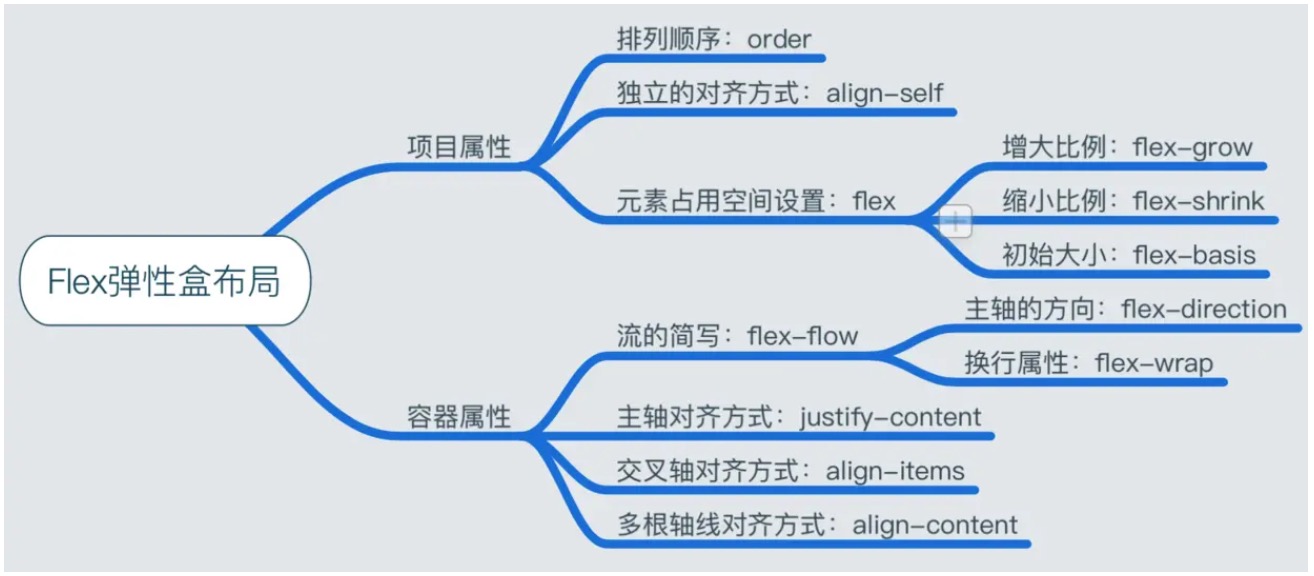 Flex弹性盒布局
项目属性
排列顺序：order
独立的对齐方式：align-self
元素占用空间设置：flex
增大比例：flex-grow
缩小比例：flex-shrink
初始大小：flex-basis
容器属性
流的简写：flex-flow
主轴的方向：flex-direction
换行属性：flex-wrap
主轴对齐方式：justify-content
交叉轴对齐方式：align-items
多根轴线对齐方式：align-content